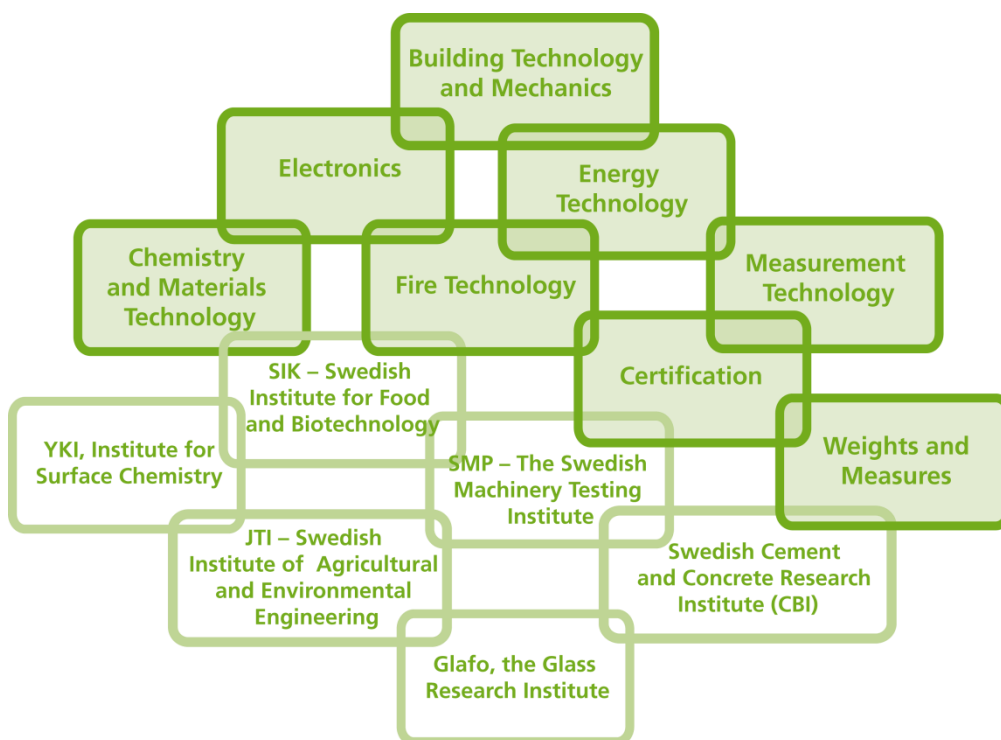 Building Technology
and Mechanics
Electronics
Energy
Technology
Chemistry
and Materials
Technology
Fire Technology
Measurement
Technology
SIK – Swedish
Institute for Food
and Biotechnology
Certification
YKI, Institute for
Surface Chemistry
SMP – The Swedish
Machinery Testing
Institute
Weights and
Measures
JTI – Swedish
Institute of Agricultural
and Environmental
Engineering
Swedish Cement
and Concrete Research
Institute (CBI)
Glafo, the Glass
Research Institute